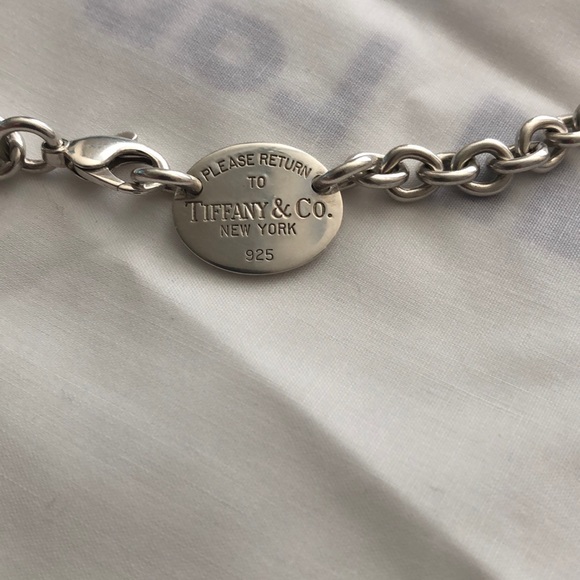 PLEASE RETURN
TO
TIFFANY & CO.
NEW YORK
925